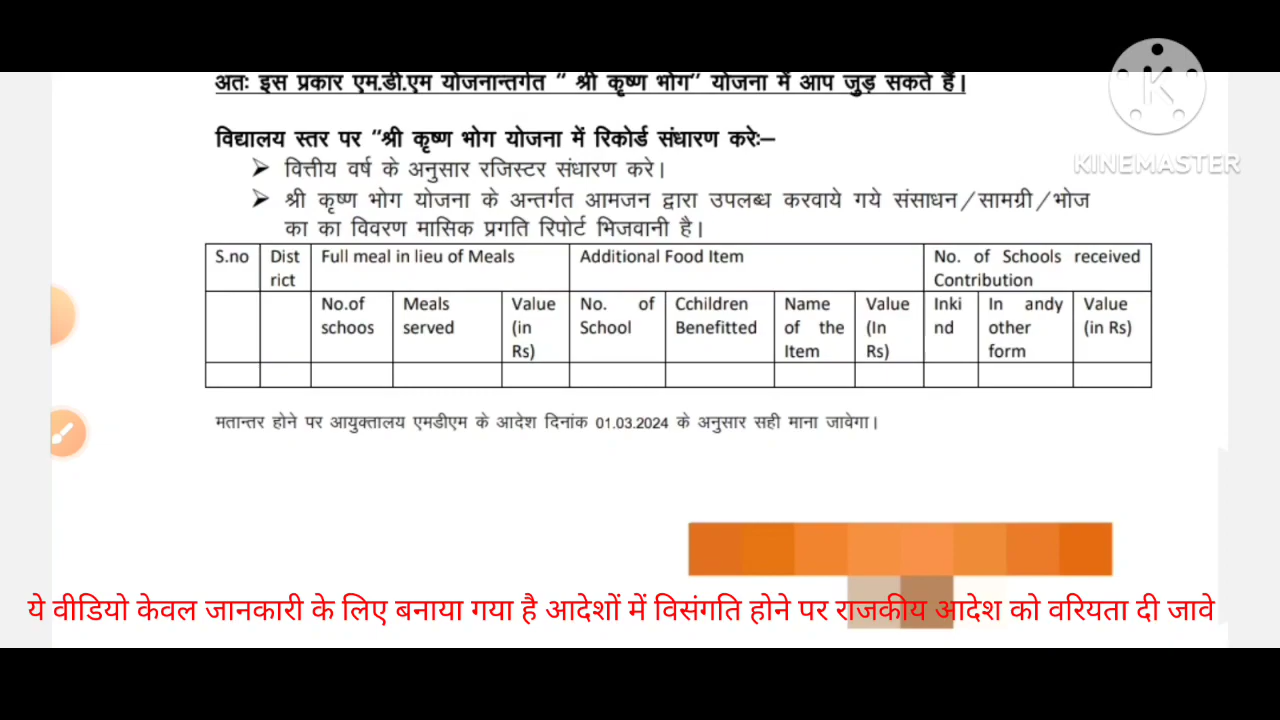 अतः इस प्रकार एम.डी.एम योजनान्तर्गत “ श्री कृष्ण भोग” योजना में आप जुड़ सकते हैं।
KINEMASTER
विद्यालय स्तर पर “श्री कृष्ण भोग योजना में रिकोर्ड संधारण करेः–
➢ वित्तीय वर्ष के अनुसार रजिस्टर संधारण करे।
➢ श्री कृष्ण भोग योजना के अन्तर्गत आमजन द्वारा उपलब्ध करवाये गये संसाधन/सामग्री/भोज
का का विवरण मासिक प्रगति रिपोर्ट भिजवानी है।
S.no Dist Full meal in lieu of Meals Additional Food Item No. of Schools received
rict Contribution
No.of Meals Value No. of Cchildren Name Value Inki In andy Value
schoos served (in School Benefitted of the (In nd other (in Rs)
Rs) Item Rs) form
मतान्तर होने पर आयुक्तालय एमडीएम के आदेश दिनांक 01.03.2024 के अनुसार सही माना जावेगा।
ये वीडियो केवल जानकारी के लिए बनाया गया है आदेशों में विसंगति होने पर राजकीय आदेश को वरियता दी जावे